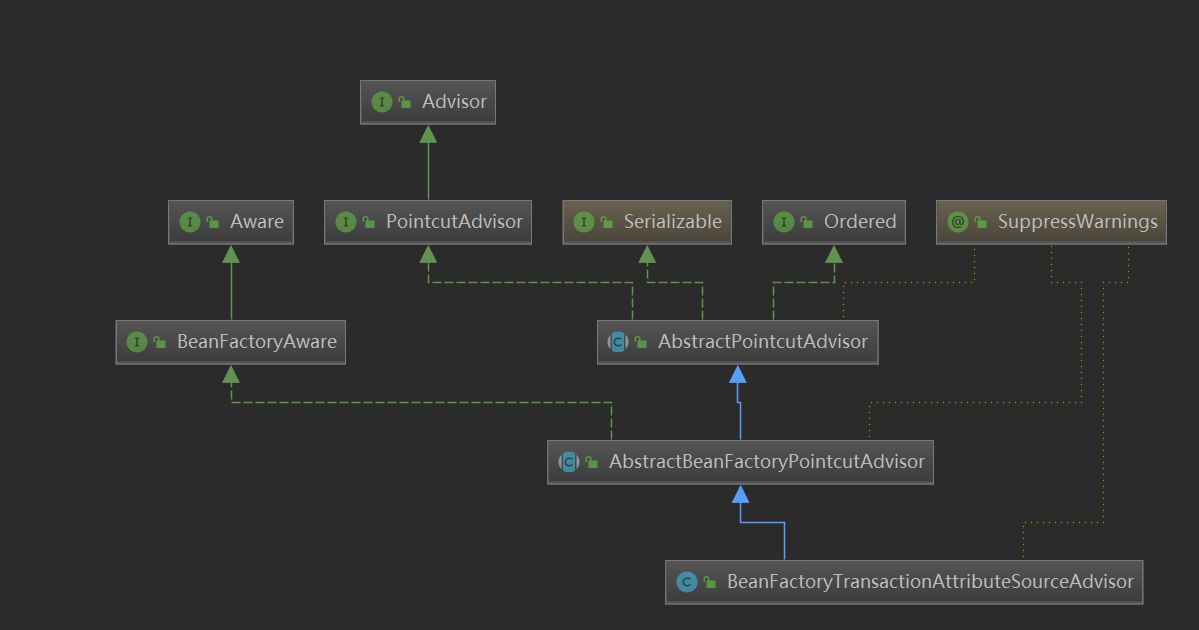 Advisor
Aware
PointcutAdvisor
Serializable
Ordered
SuppressWarnings
BeanFactoryAware
AbstractPointcutAdvisor
AbstractBeanFactoryPointcutAdvisor
BeanFactoryTransactionAttributeSourceAdvisor